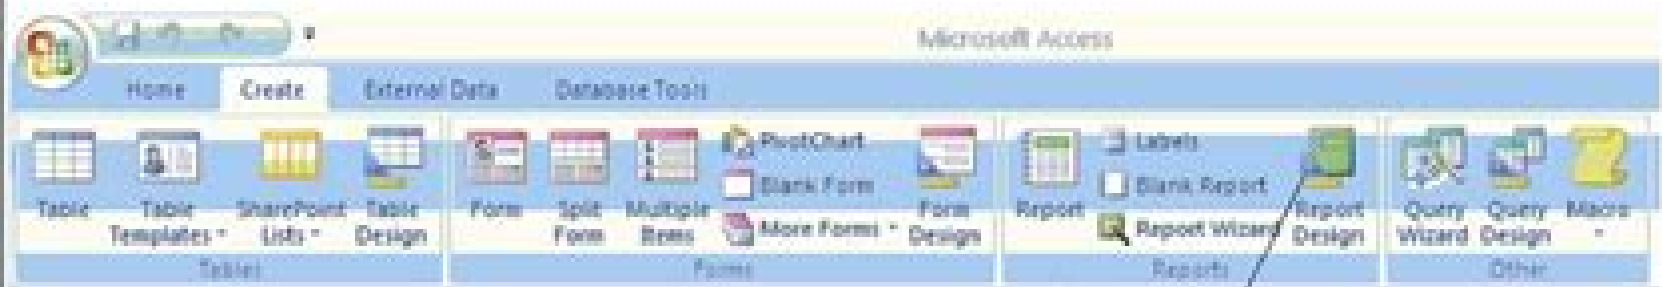 Microsoft Access
Home Create External Data Database Tools
Table
Table Templates
SharePoint Lists
Table Design
Form
Split Form
Multiple Items
PivotChart
Blank Form
More Forms
Form Design
Report
Labels
Blank Report
Report Wizard
Report Design
Query Wizard
Query Design
Macro
Tables Forms Reports Other